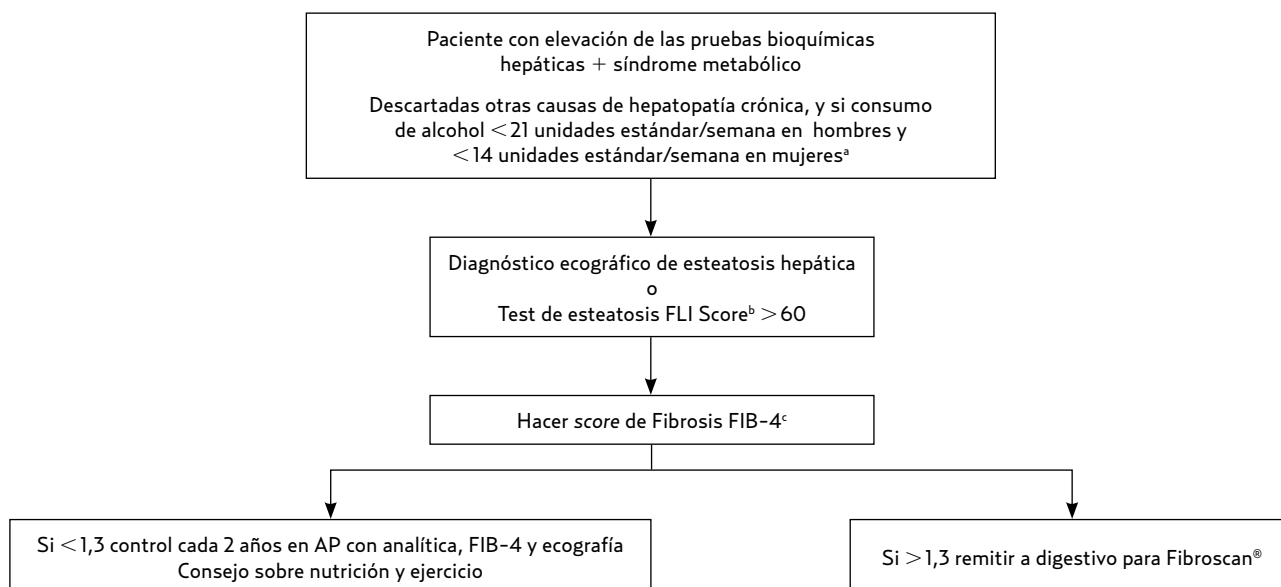 Paciente con elevación de las pruebas bioquímicas
hepáticas + síndrome metabólico
Descartadas otras causas de hepatopatía crónica, y si consumo
de alcohol <21 unidades estándar/semana en hombres y
<14 unidades estándar/semana en mujeresᵃ
Diagnóstico ecográfico de esteatosis hepática
o
Test de esteatosis FLI Scoreᵇ >60
Hacer score de Fibrosis FIB-4ᶜ
Si <1,3 control cada 2 años en AP con analítica, FIB-4 y ecografía
Consejo sobre nutrición y ejercicio
Si >1,3 remitir a digestivo para Fibroscan®